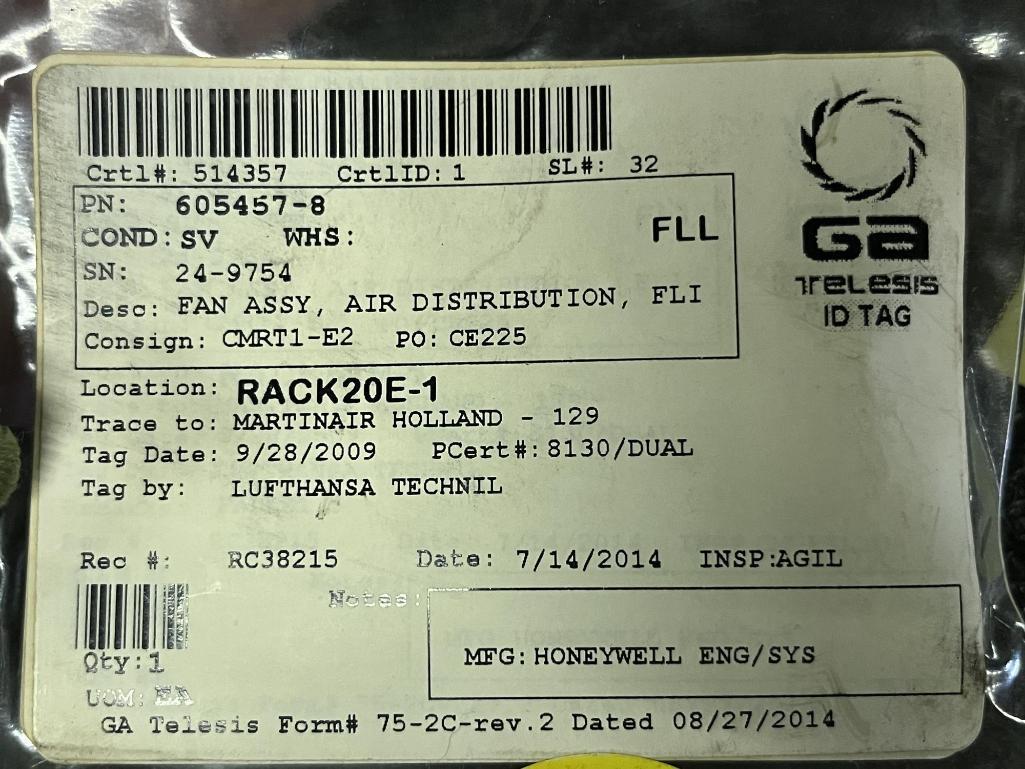 Crtl#: 514357 CrtlID: 1 SL#: 32
PN: 605457-8
COND: SV WHS: FLL
SN: 24-9754
Desc: FAN ASSY, AIR DISTRIBUTION, FLI
Consign: CMRT1-E2 PO: CE225
GA
TELESIS
ID TAG
Location: RACK20E-1
Trace to: MARTINAIR HOLLAND - 129
Tag Date: 9/28/2009 PCert#: 8130/DUAL
Tag by: LUFTHANSA TECHNIL
Rec #: RC38215 Date: 7/14/2014 INSP:AGIL
Notes:
MFG: HONEYWELL ENG/SYS
Qty: 1
UOM: EA
GA Telesis Form# 75-2C-rev.2 Dated 08/27/2014